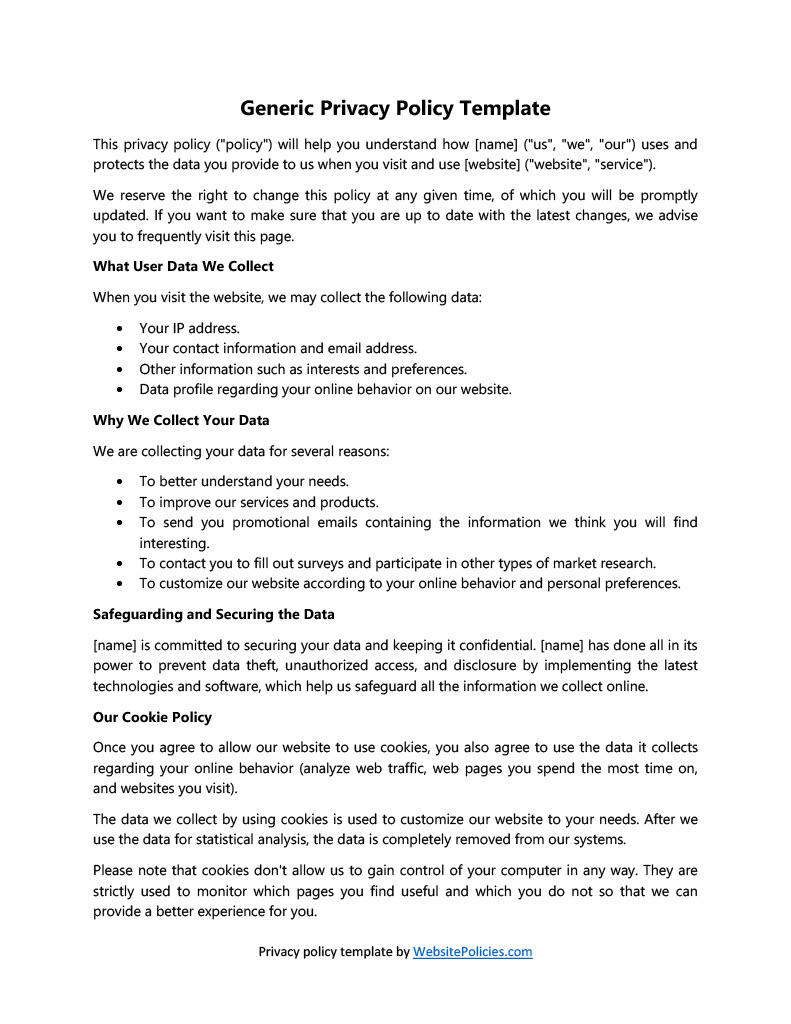 Generic Privacy Policy Template
This privacy policy ("policy") will help you understand how [name] ("us", "we", "our") uses and
protects the data you provide to us when you visit and use [website] ("website", "service").
We reserve the right to change this policy at any given time, of which you will be promptly
updated. If you want to make sure that you are up to date with the latest changes, we advise
you to frequently visit this page.
What User Data We Collect
When you visit the website, we may collect the following data:
• Your IP address.
• Your contact information and email address.
• Other information such as interests and preferences.
• Data profile regarding your online behavior on our website.
Why We Collect Your Data
We are collecting your data for several reasons:
• To better understand your needs.
• To improve our services and products.
• To send you promotional emails containing the information we think you will find
interesting.
• To contact you to fill out surveys and participate in other types of market research.
• To customize our website according to your online behavior and personal preferences.
Safeguarding and Securing the Data
[name] is committed to securing your data and keeping it confidential. [name] has done all in its
power to prevent data theft, unauthorized access, and disclosure by implementing the latest
technologies and software, which help us safeguard all the information we collect online.
Our Cookie Policy
Once you agree to allow our website to use cookies, you also agree to use the data it collects
regarding your online behavior (analyze web traffic, web pages you spend the most time on,
and websites you visit).
The data we collect by using cookies is used to customize our website to your needs. After we
use the data for statistical analysis, the data is completely removed from our systems.
Please note that cookies don't allow us to gain control of your computer in any way. They are
strictly used to monitor which pages you find useful and which you do not so that we can
provide a better experience for you.
Privacy policy template by WebsitePolicies.com